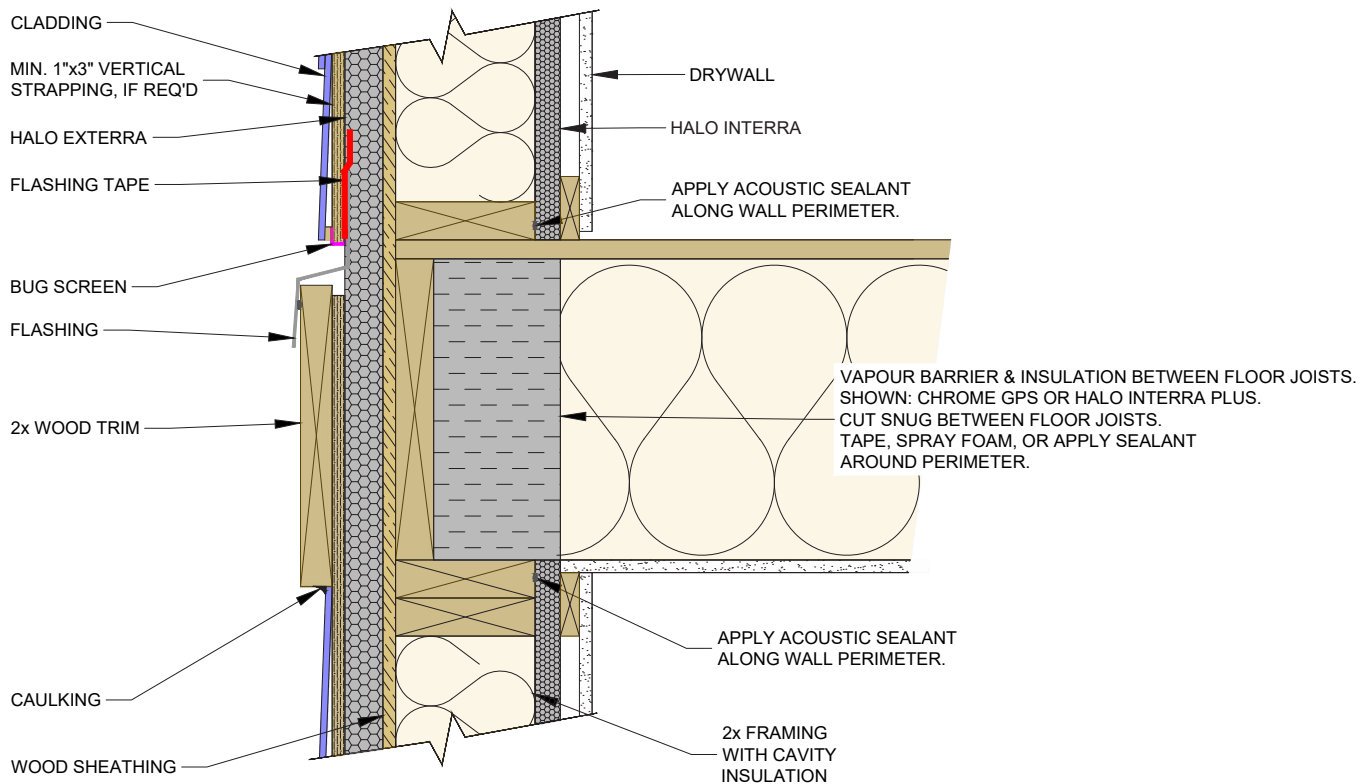 CLADDING
MIN. 1"x3" VERTICAL
STRAPPING, IF REQ'D
HALO EXTERRA
FLASHING TAPE
BUG SCREEN
FLASHING
2x WOOD TRIM
CAULKING
WOOD SHEATHING
DRYWALL
HALO INTERRA
APPLY ACOUSTIC SEALANT
ALONG WALL PERIMETER.
VAPOUR BARRIER & INSULATION BETWEEN FLOOR JOISTS.
SHOWN: CHROME GPS OR HALO INTERRA PLUS.
CUT SNUG BETWEEN FLOOR JOISTS.
TAPE, SPRAY FOAM, OR APPLY SEALANT
AROUND PERIMETER.
APPLY ACOUSTIC SEALANT
ALONG WALL PERIMETER.
2x FRAMING
WITH CAVITY
INSULATION